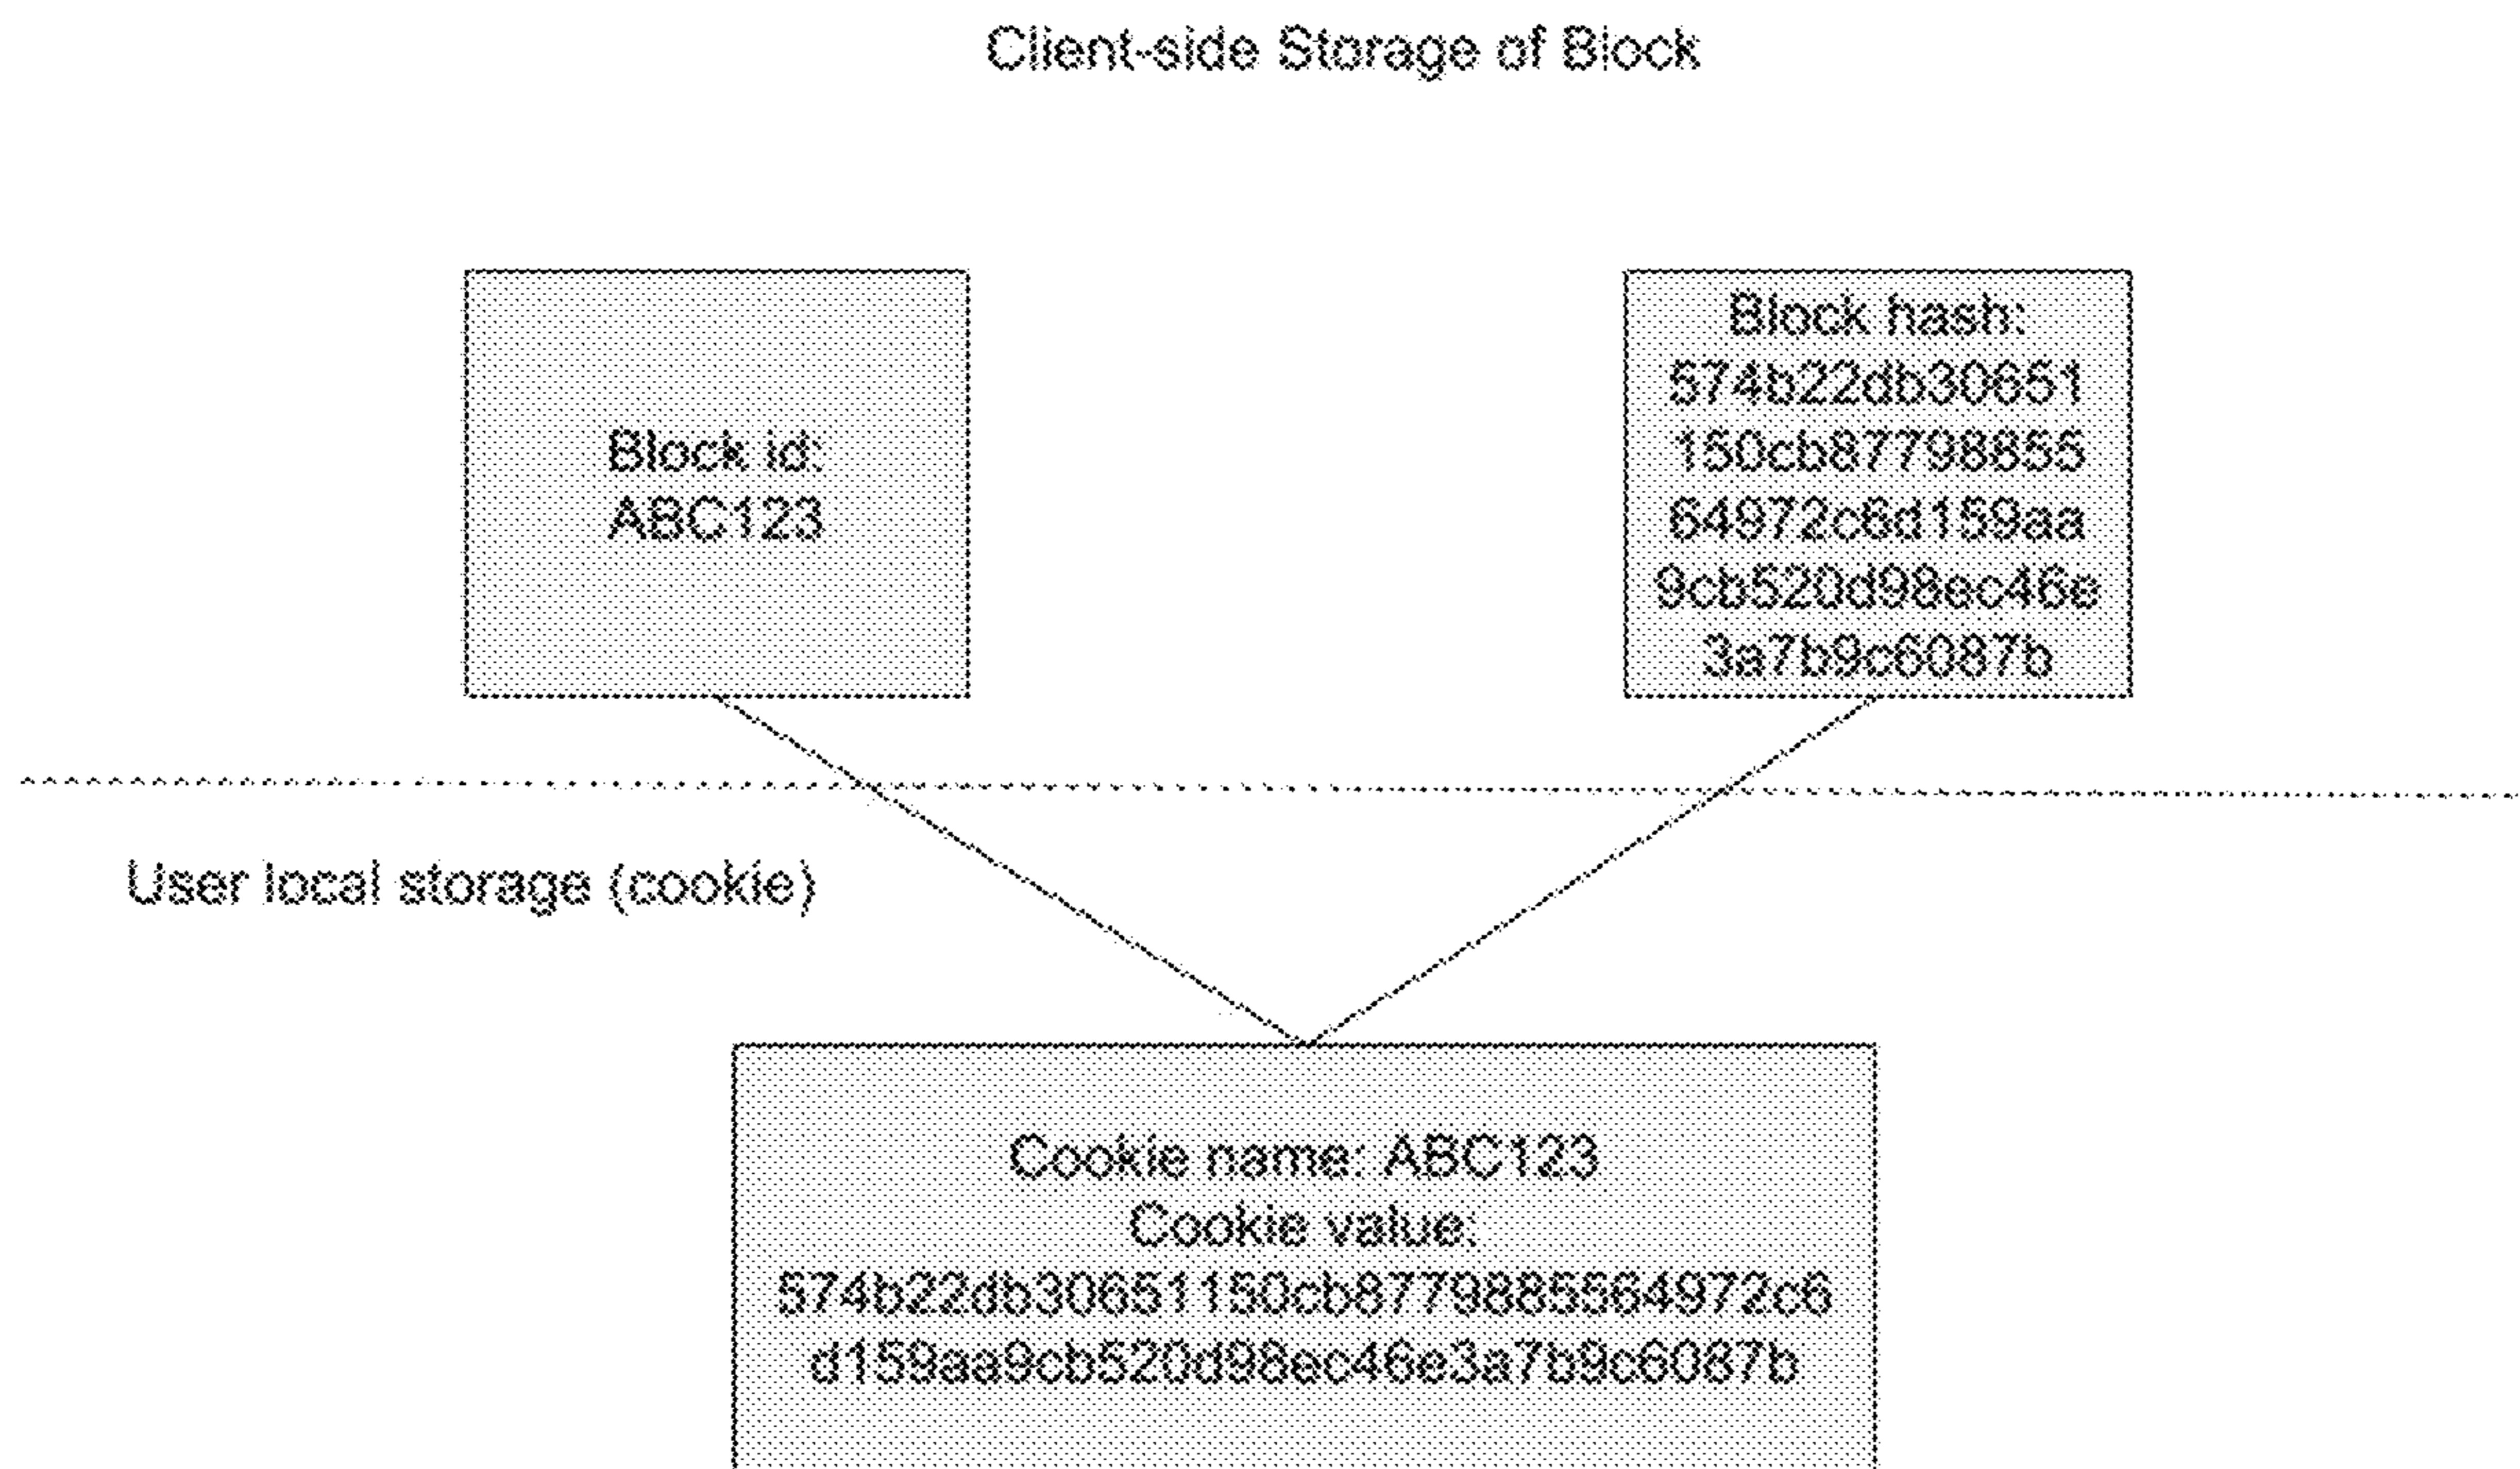 Client-side Storage of Block
Block id:
ABC123
Block hash:
574b22db30651
150cb87798855
64972c6d159aa
9cb520d98ec46e
3a7b9c6087b
User local storage (cookie)
Cookie name: ABC123
Cookie value:
574b22db30651150cb8779885564972c6
d159aa9cb520d98ec46e3a7b9c6087b